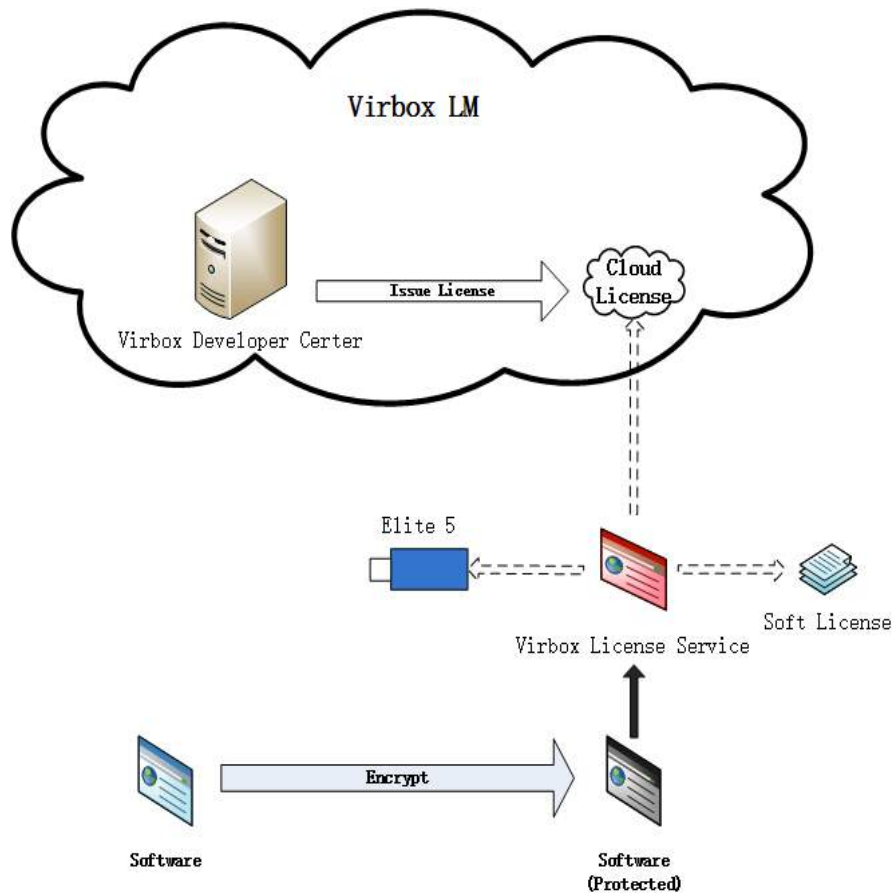 Virbox LM
Cloud
License
Issue License
Virbox Developer Certer
Elite 5
Soft License
Virbox License Service
Encrypt
Software
Software
(Protected)